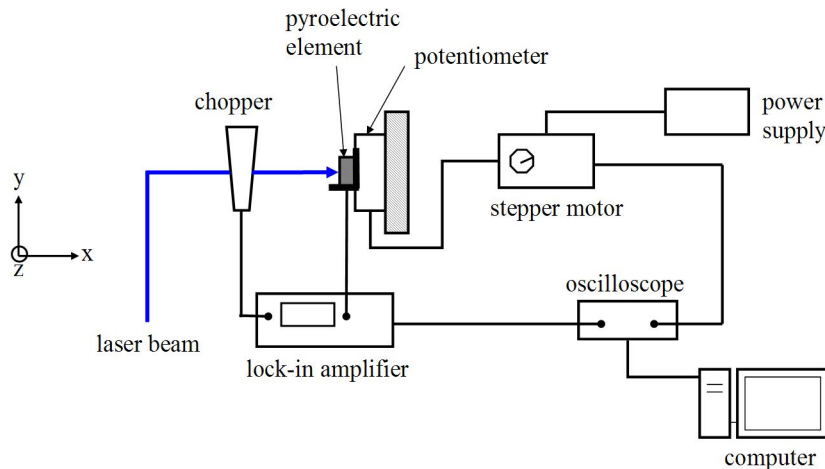 pyroelectric
element
potentiometer
chopper
power
supply
y
x
z
stepper motor
oscilloscope
laser beam
lock-in amplifier
computer